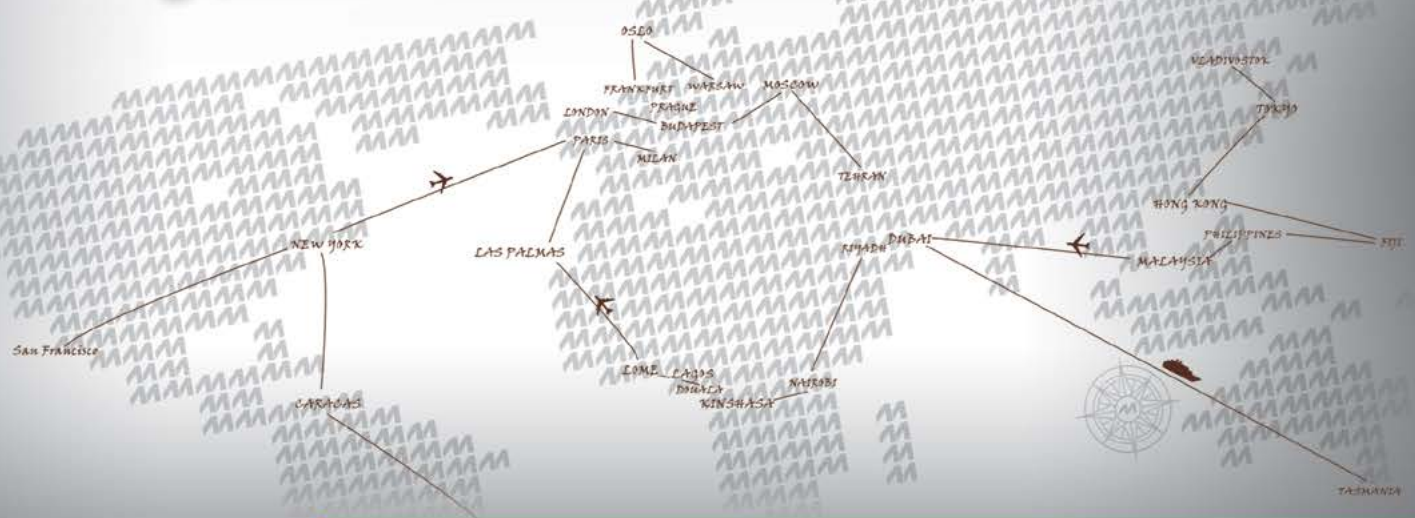 OSLO
VLADIVOSTOK
FRANKFURT
WARSAW
MOSCOW
PRAGUE
TOKYO
LONDON
BUDAPEST
PARIS
MILAN
TEHRAN
HONG KONG
PHILIPPINES
FIJI
NEW YORK
LAS PALMAS
RIYADH
DUBAI
MALAYSIA
San Francisco
LOME
LAGOS
NAIROBI
DOUALA
CARACAS
KINSHASA
TASMANIA